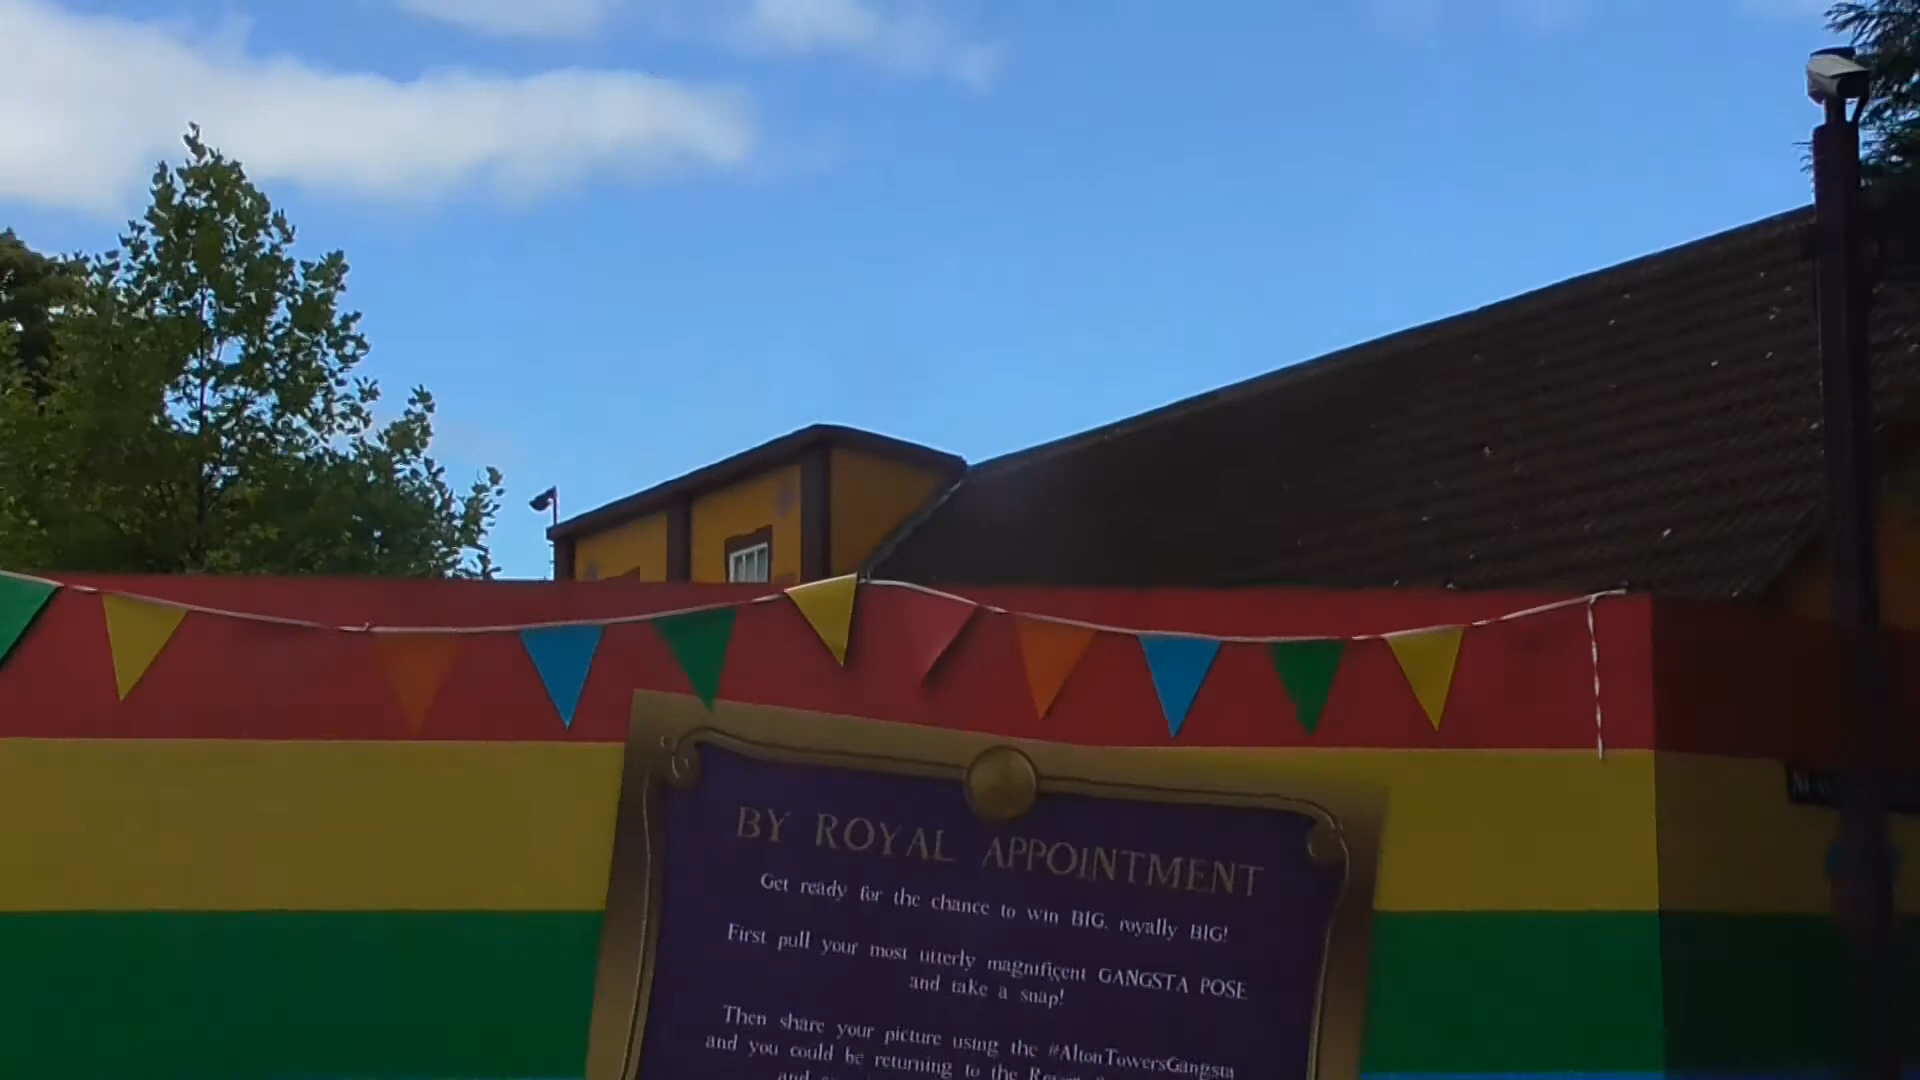 BY ROYAL APPOINTMENT
Get ready for the chance to win BIG, royally BIG!
First pull your most utterly magnificent GANGSTA POSE
and take a snap!
Then share your picture using the #AltonTowersGangsta
and you could be returning to the
and